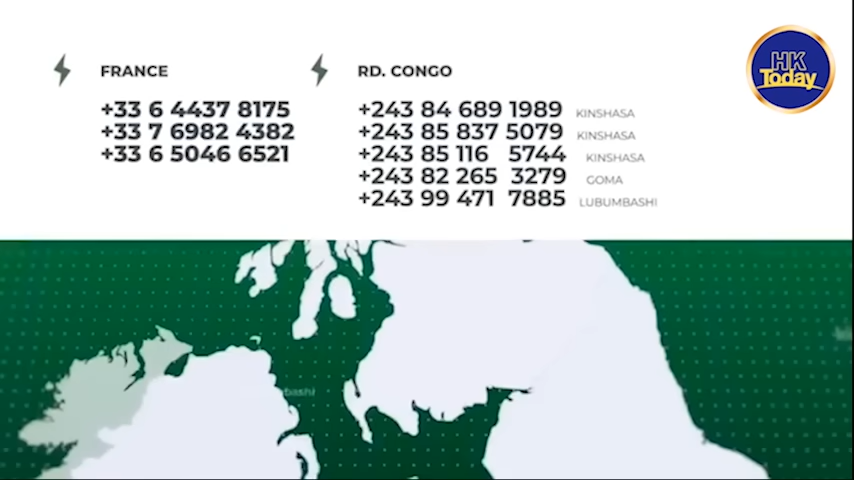 FRANCE
+33 6 4437 8175
+33 7 6982 4382
+33 6 5046 6521
RD. CONGO
+243 84 689 1989 KINSHASA
+243 85 837 5079 KINSHASA
+243 85 116 5744 KINSHASA
+243 82 265 3279 GOMA
+243 99 471 7885 LUBUMBASHI
HK
Today